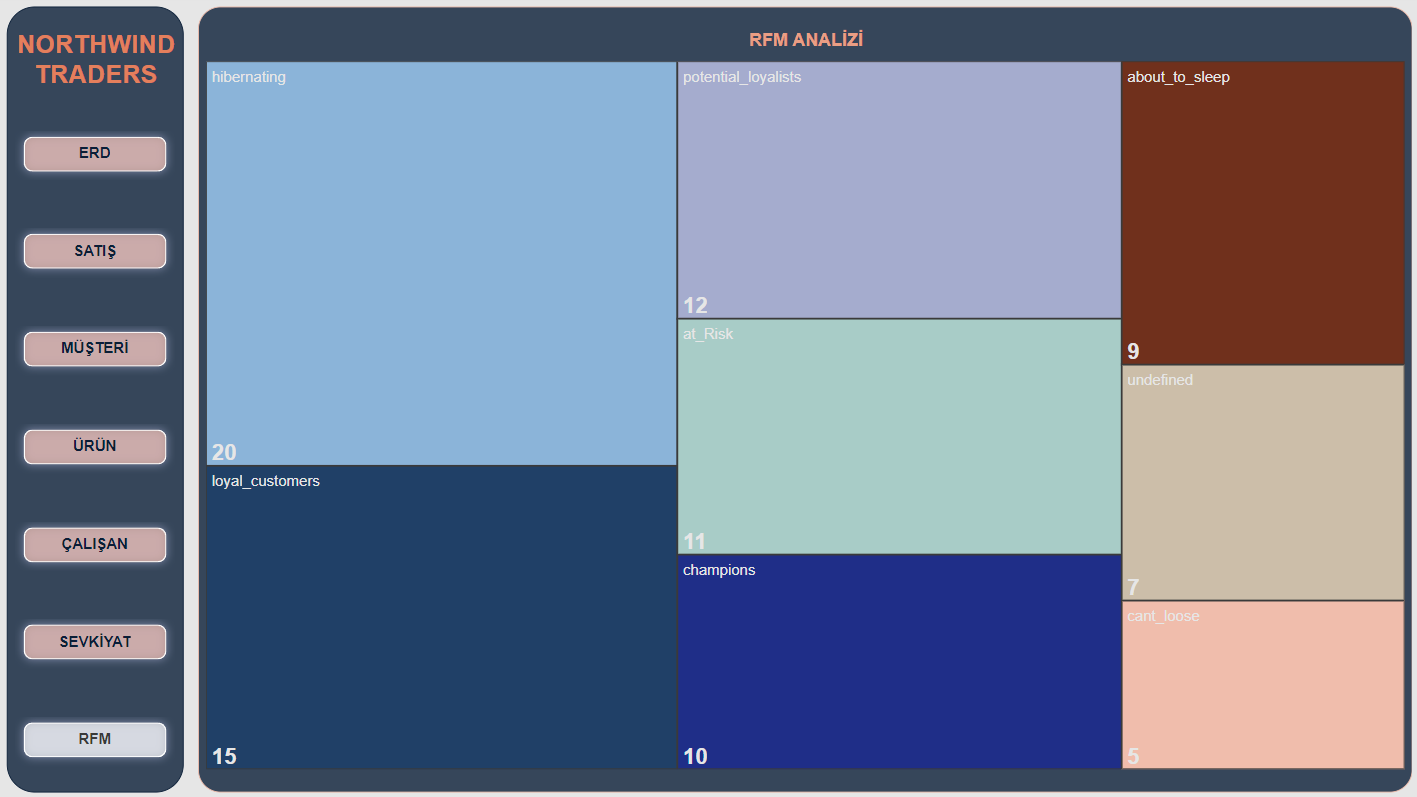 NORTHWIND
TRADERS
ERD
SATIŞ
MÜŞTERİ
ÜRÜN
ÇALIŞAN
SEVKİYAT
RFM
RFM ANALİZİ
hibernating
20
loyal_customers
15
potential_loyalists
12
at_Risk
11
champions
10
about_to_sleep
9
undefined
7
cant_loose
5